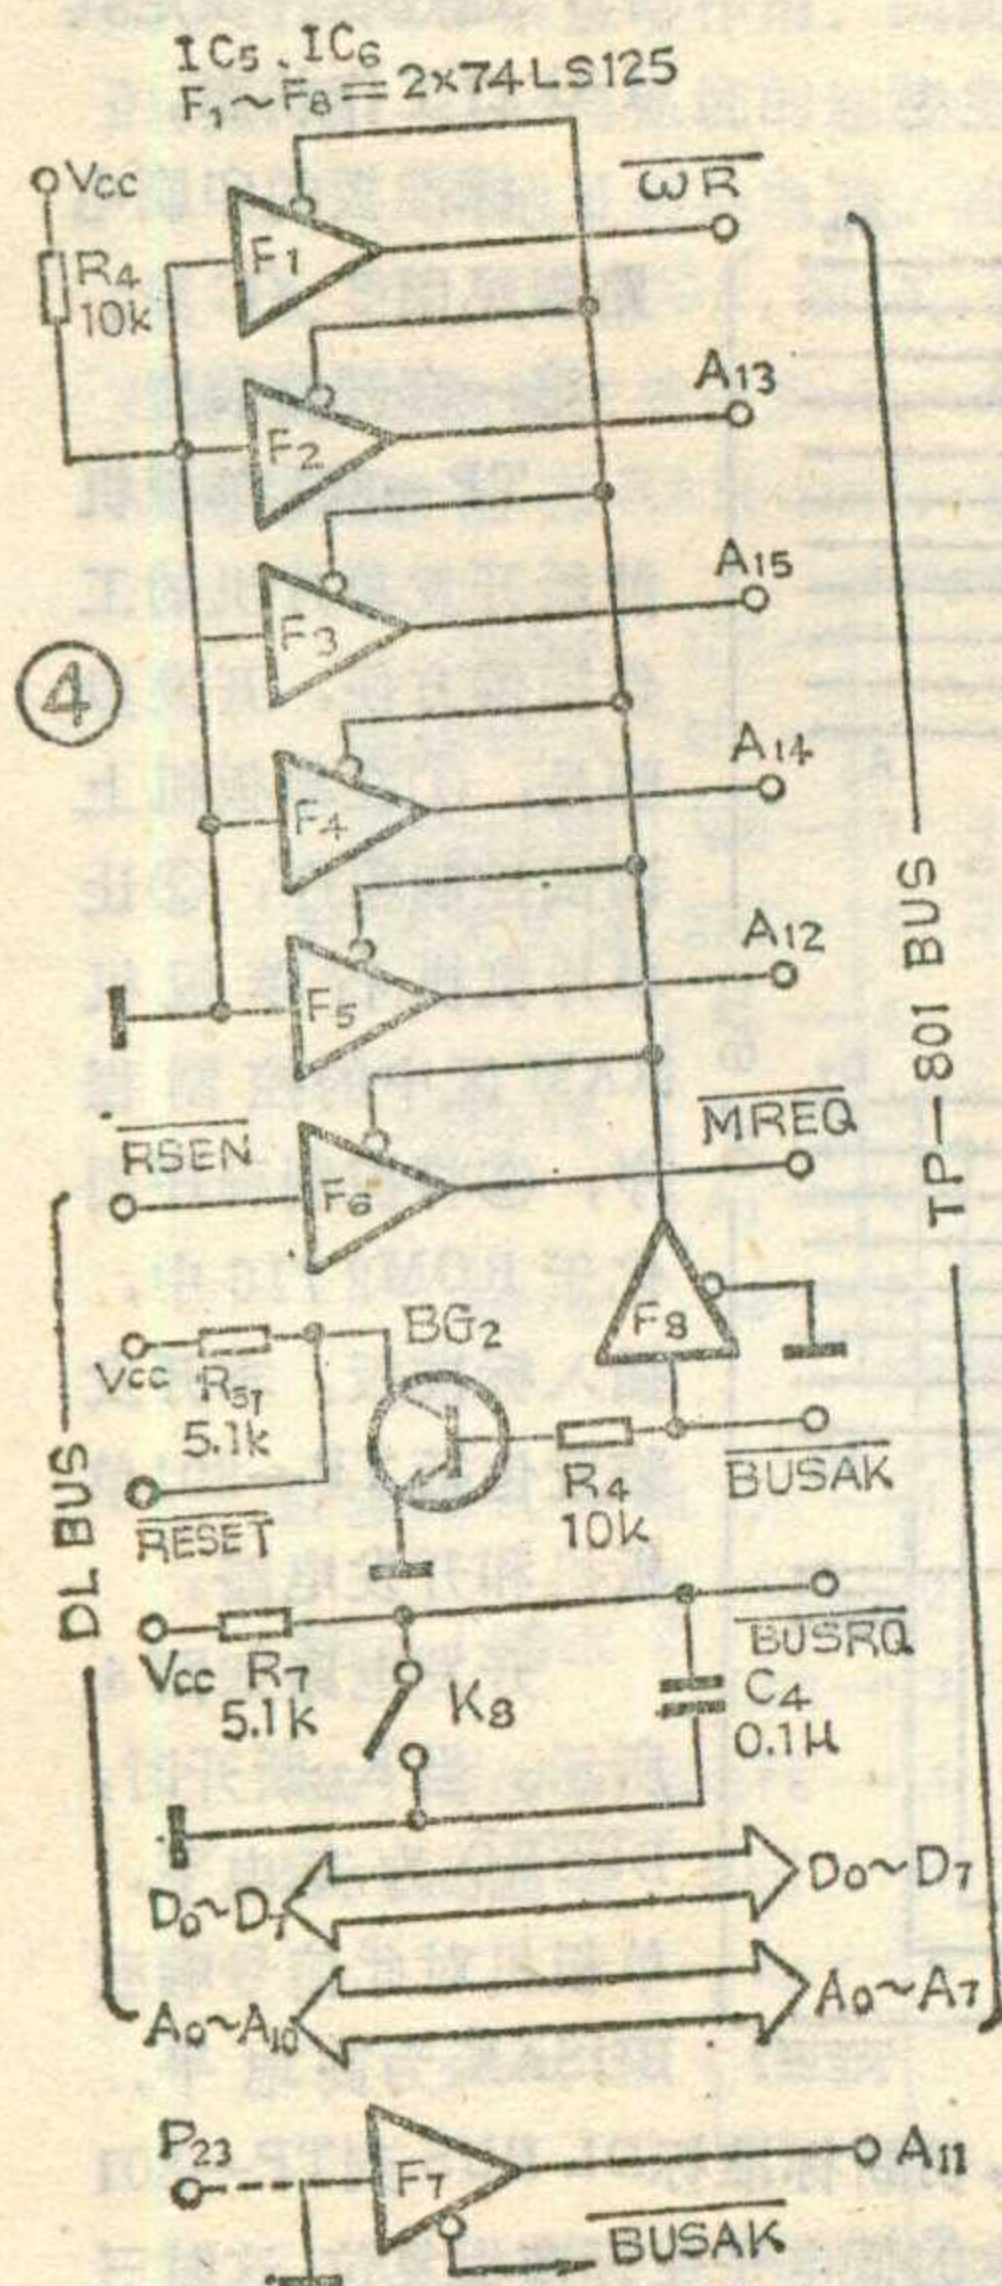 IC5、IC6
F1~F8=2×74LS125
Vcc
R4
10k
F1
WR
F2
A13
F3
A15
④
F4
A14
F5
A12
RSEN
F6
MREQ
TP—801 BUS
F8
BG2
Vcc R51
5.1k
R4
10k
BUSAK
RESET
DL BUS
Vcc R7
5.1k
K8
BUSRQ
C4
0.1μ
D0~D7
D0~D7
A0~A10
A0~A7
P23
F7
A11
BUSAK